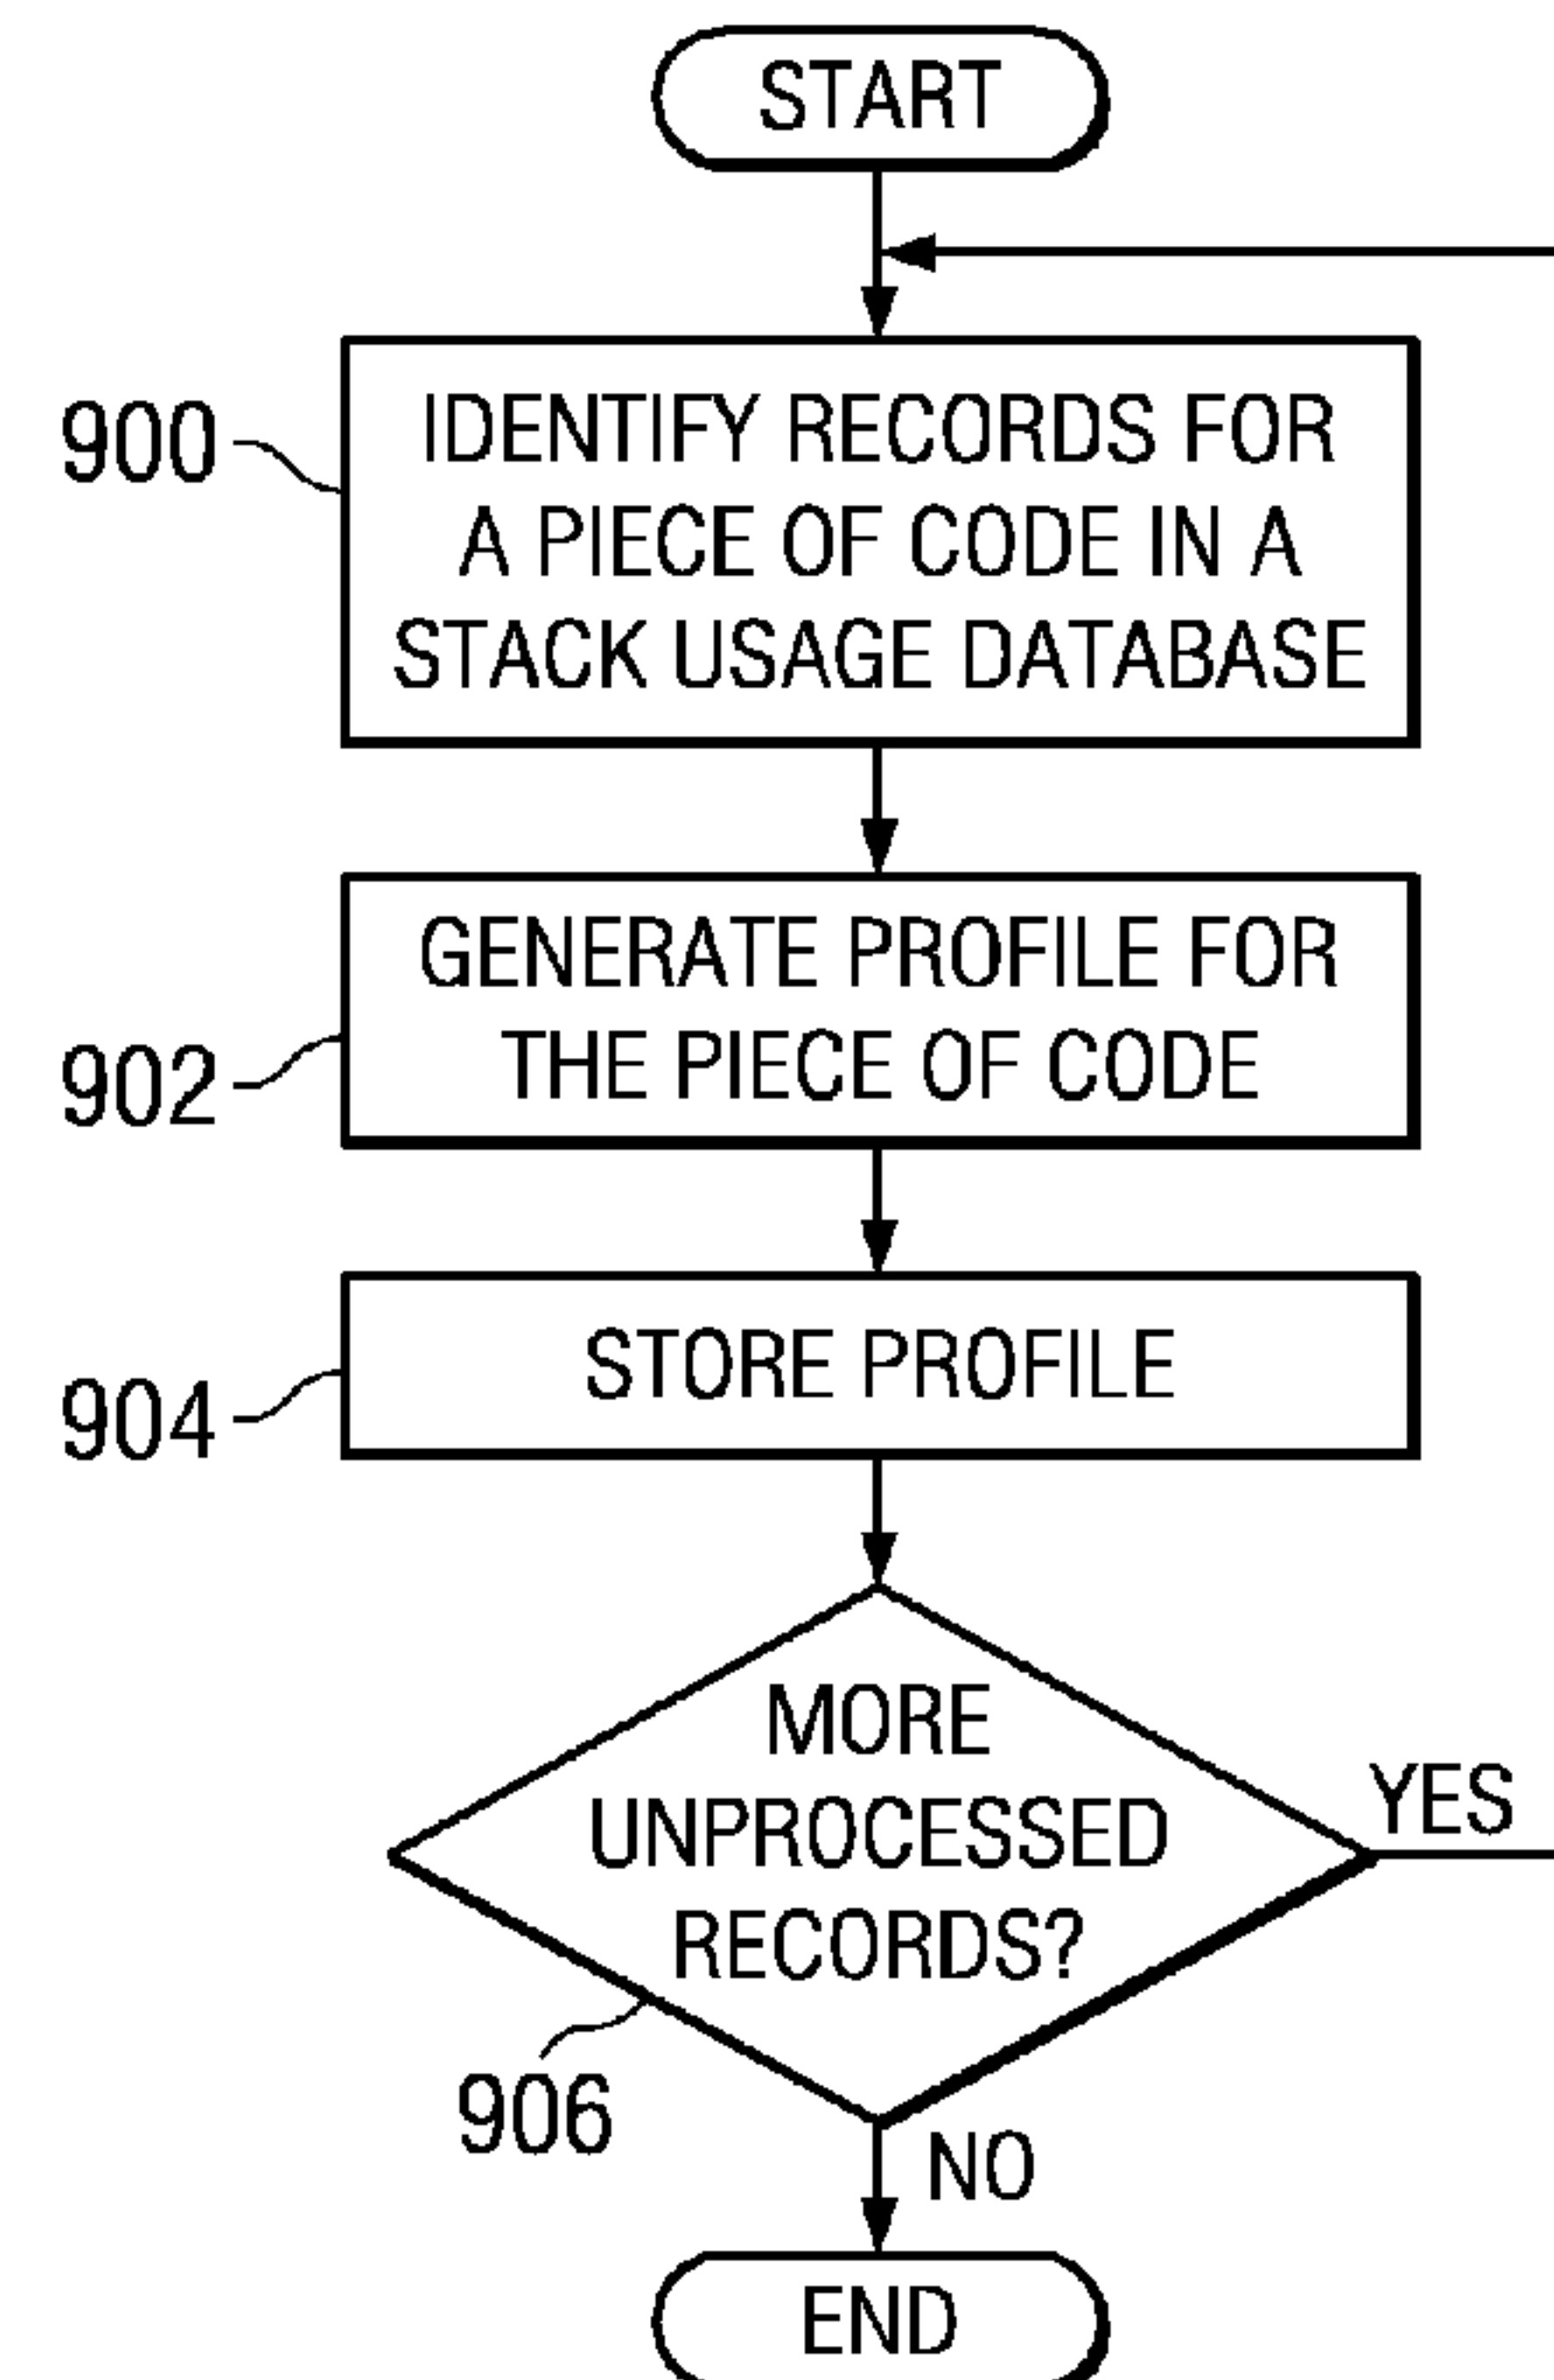 START
900
IDENTIFY RECORDS FOR
A PIECE OF CODE IN A
STACK USAGE DATABASE
902
GENERATE PROFILE FOR
THE PIECE OF CODE
904
STORE PROFILE
MORE
UNPROCESSED
RECORDS?
YES
906
NO
END